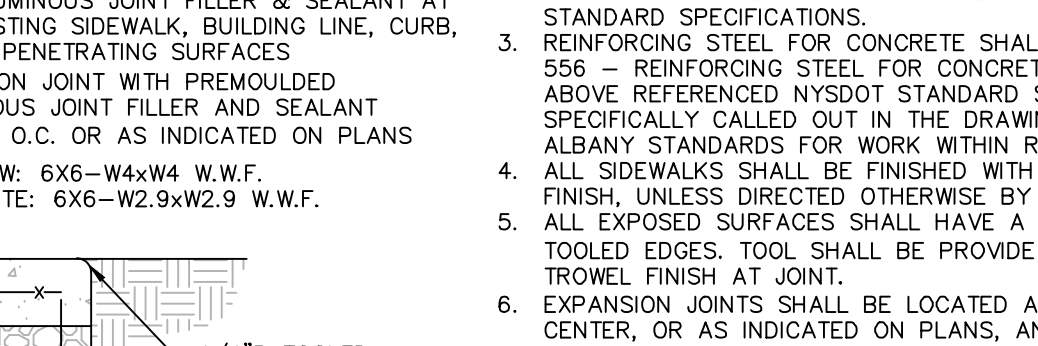 UMINOUS JOINT FILLER & SEALANT AT
STING SIDEWALK, BUILDING LINE, CURB,
PENETRATING SURFACES
ON JOINT WITH PREMOULDED
OUS JOINT FILLER AND SEALANT
O.C. OR AS INDICATED ON PLANS
W: 6X6-W4xW4 W.W.F.
TE: 6X6-W2.9xW2.9 W.W.F.
X
STANDARD SPECIFICATIONS.
3. REINFORCING STEEL FOR CONCRETE SHAL
556 – REINFORCING STEEL FOR CONCRET
ABOVE REFERENCED NYSDOT STANDARD S
SPECIFICALLY CALLED OUT IN THE DRAWIN
ALBANY STANDARDS FOR WORK WITHIN R
4. ALL SIDEWALKS SHALL BE FINISHED WITH
FINISH, UNLESS DIRECTED OTHERWISE BY
5. ALL EXPOSED SURFACES SHALL HAVE A
TOOLED EDGES. TOOL SHALL BE PROVIDE
TROWEL FINISH AT JOINT.
6. EXPANSION JOINTS SHALL BE LOCATED A
CENTER, OR AS INDICATED ON PLANS, AN